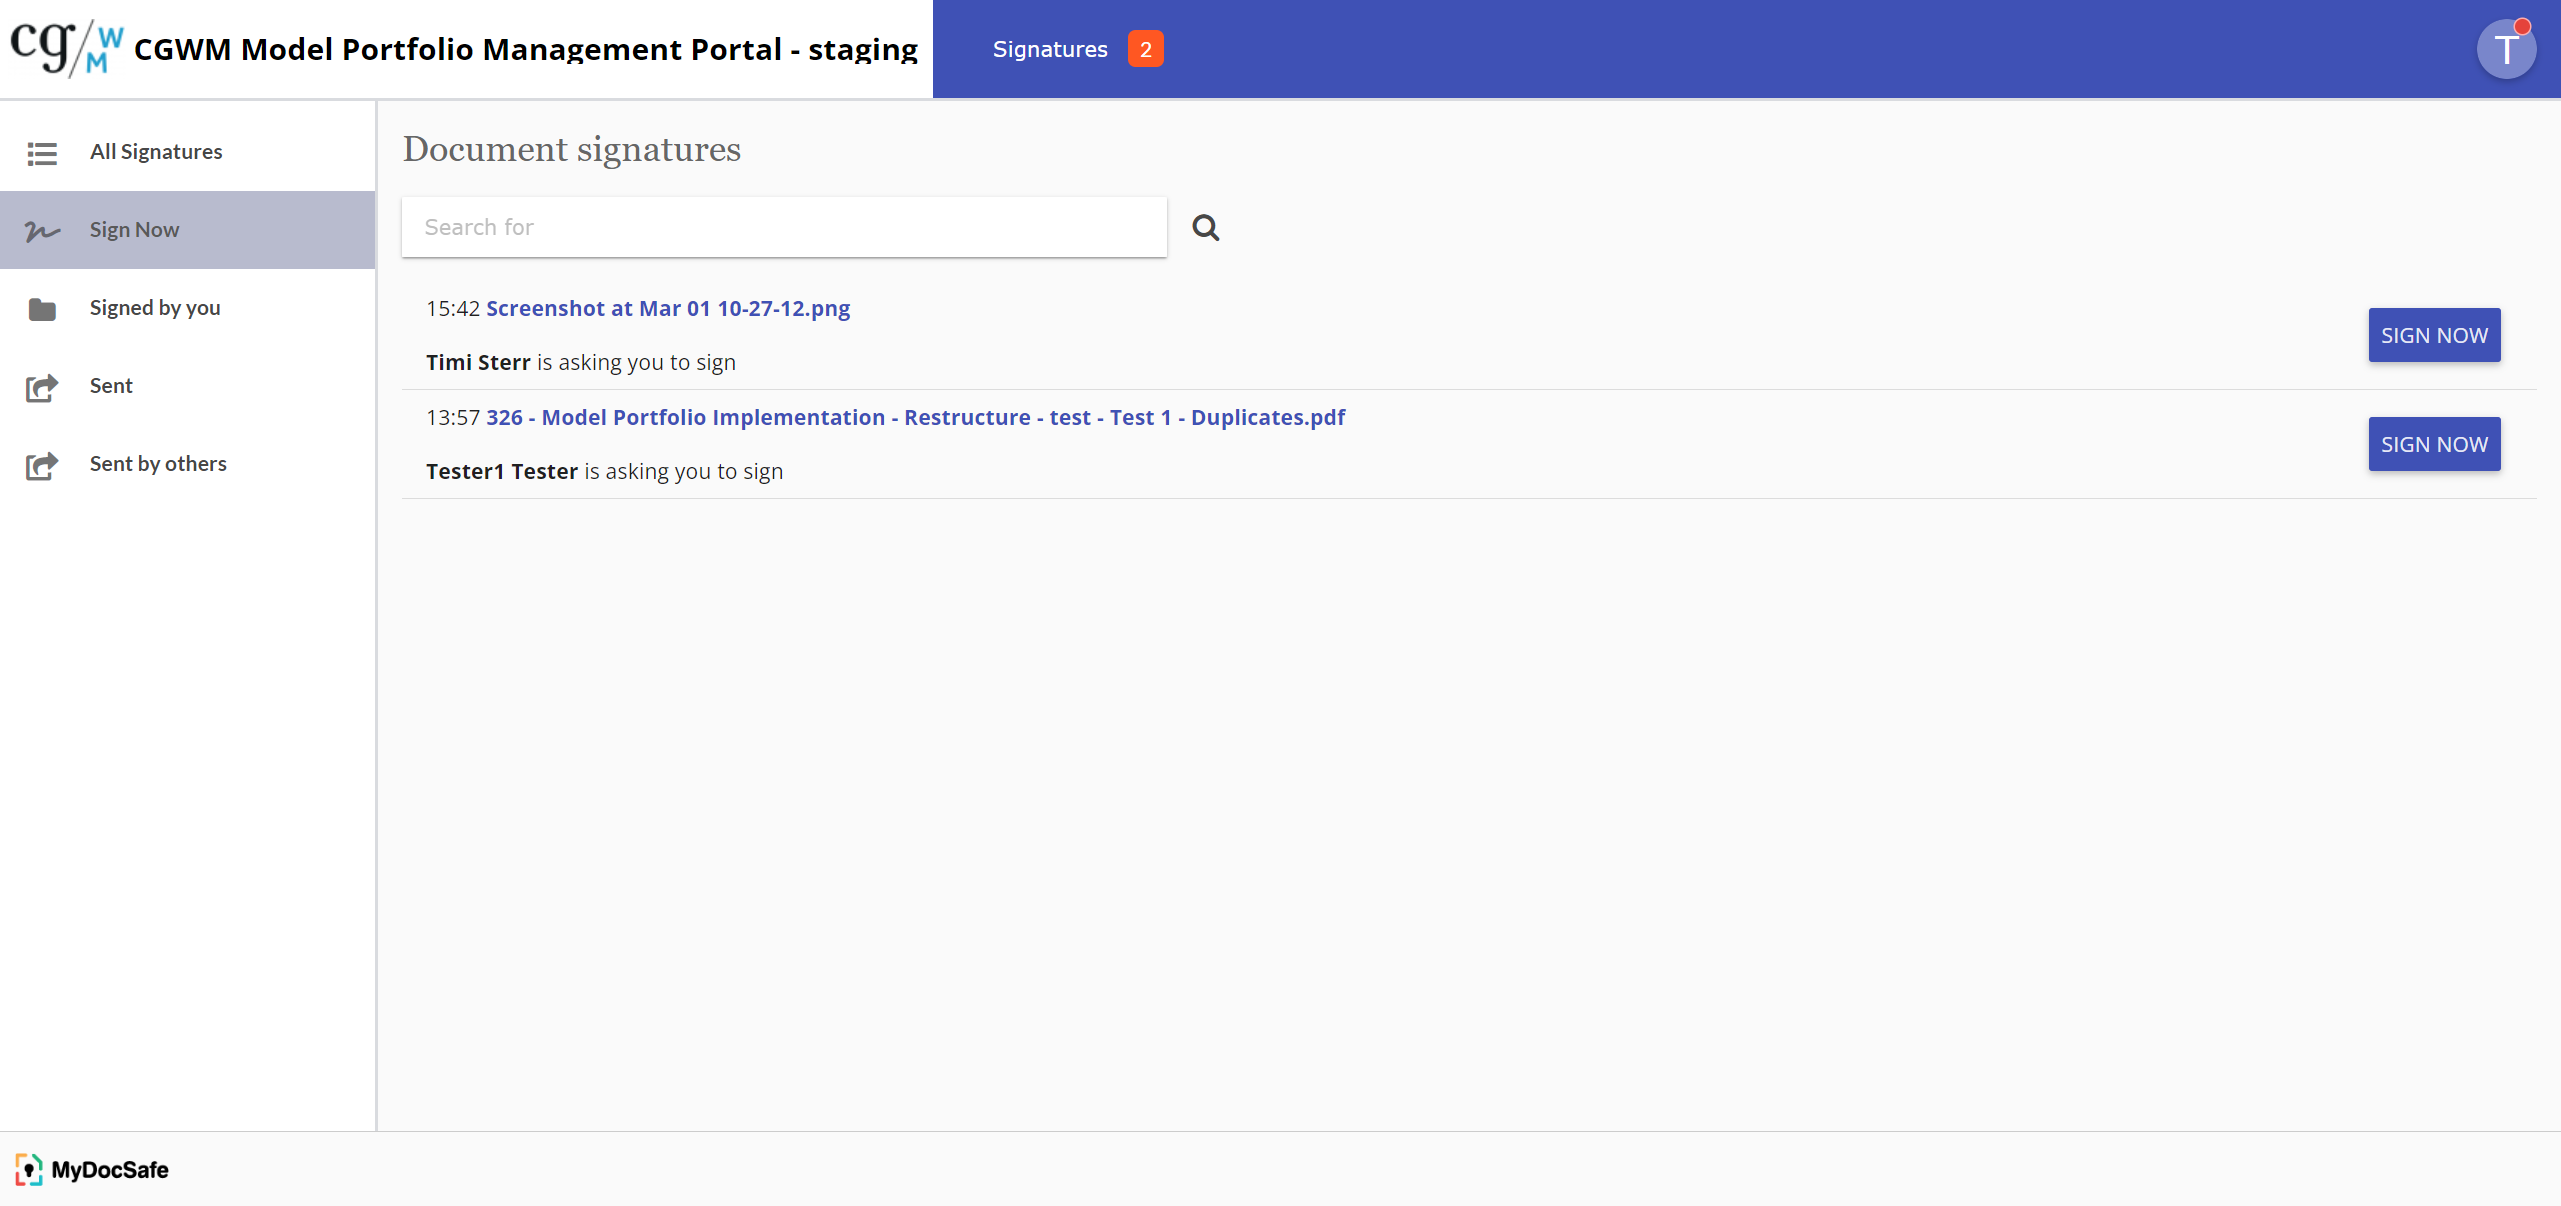 cg/WM CGWM Model Portfolio Management Portal - staging
Signatures 2
T
All Signatures
Sign Now
Signed by you
Sent
Sent by others
Document signatures
Search for
15:42 Screenshot at Mar 01 10-27-12.png
Timi Sterr is asking you to sign
SIGN NOW
13:57 326 - Model Portfolio Implementation - Restructure - test - Test 1 - Duplicates.pdf
Tester1 Tester is asking you to sign
SIGN NOW
MyDocSafe